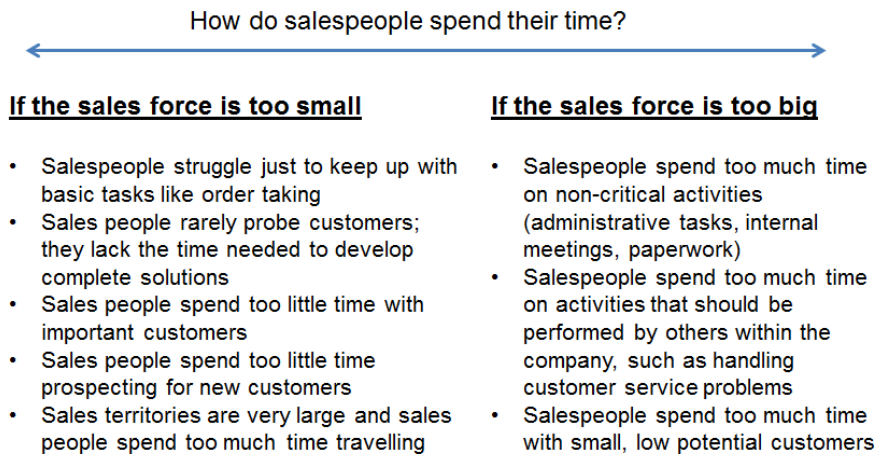 How do salespeople spend their time?
If the sales force is too small
• Salespeople struggle just to keep up with
basic tasks like order taking
• Sales people rarely probe customers;
they lack the time needed to develop
complete solutions
• Sales people spend too little time with
important customers
• Sales people spend too little time
prospecting for new customers
• Sales territories are very large and sales
people spend too much time travelling
If the sales force is too big
• Salespeople spend too much time
on non-critical activities
(administrative tasks, internal
meetings, paperwork)
• Salespeople spend too much time
on activities that should be
performed by others within the
company, such as handling
customer service problems
• Salespeople spend too much time
with small, low potential customers